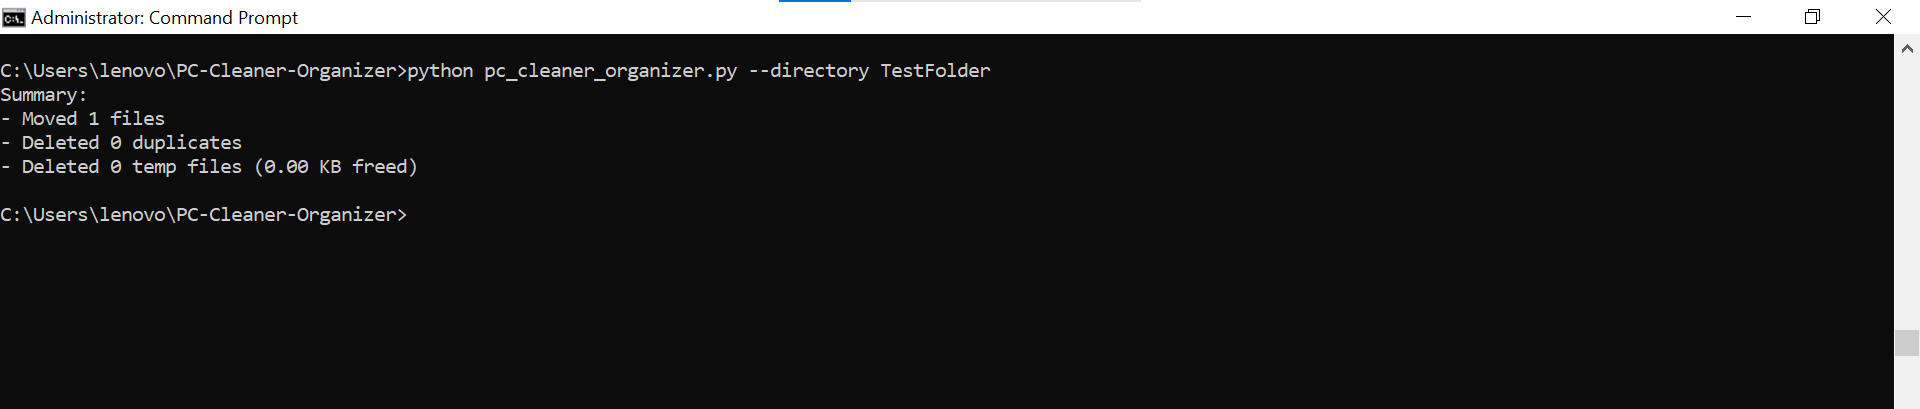 Administrator: Command Prompt
C:\Users\lenovo\PC-Cleaner-Organizer>python pc_cleaner_organizer.py --directory TestFolder
Summary:
- Moved 1 files
- Deleted 0 duplicates
- Deleted 0 temp files (0.00 KB freed)
C:\Users\lenovo\PC-Cleaner-Organizer>